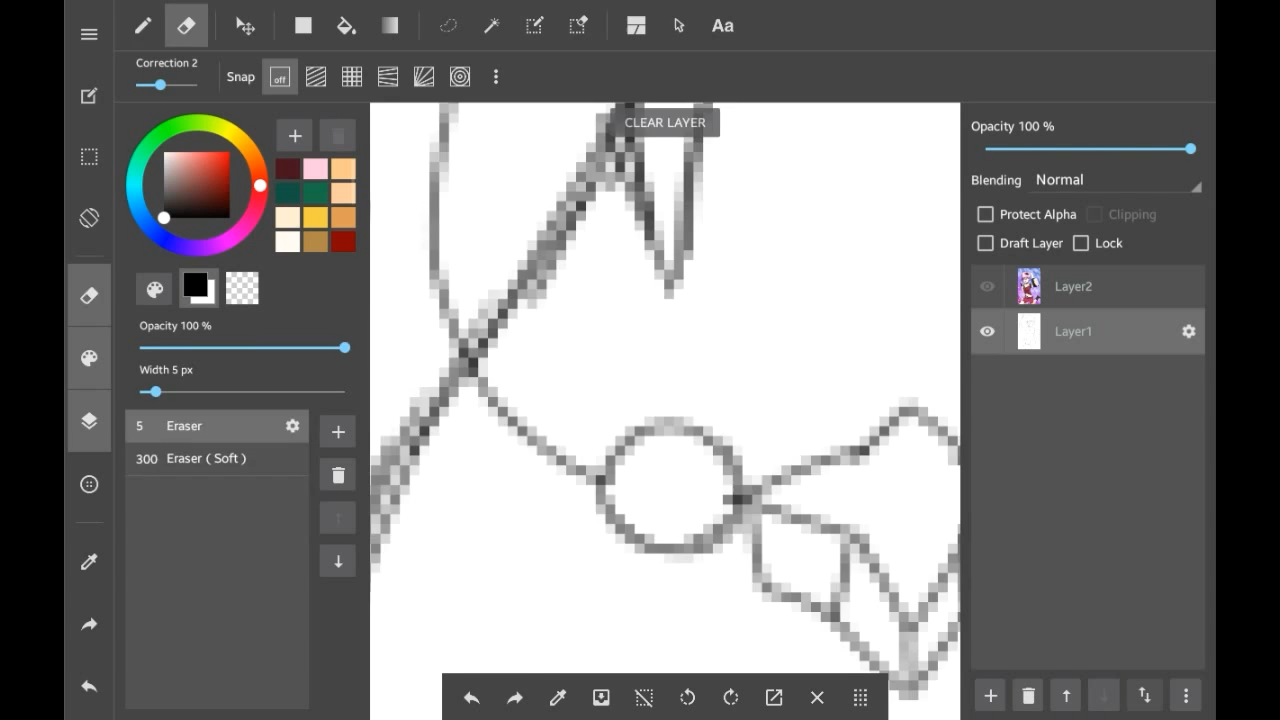 Aa
Correction 2
Snap
off
CLEAR LAYER
Opacity 100 %
Blending Normal
Protect Alpha Clipping
Draft Layer Lock
Opacity 100 %
Width 5 px
5 Eraser
300 Eraser ( Soft )
Layer2
Layer1